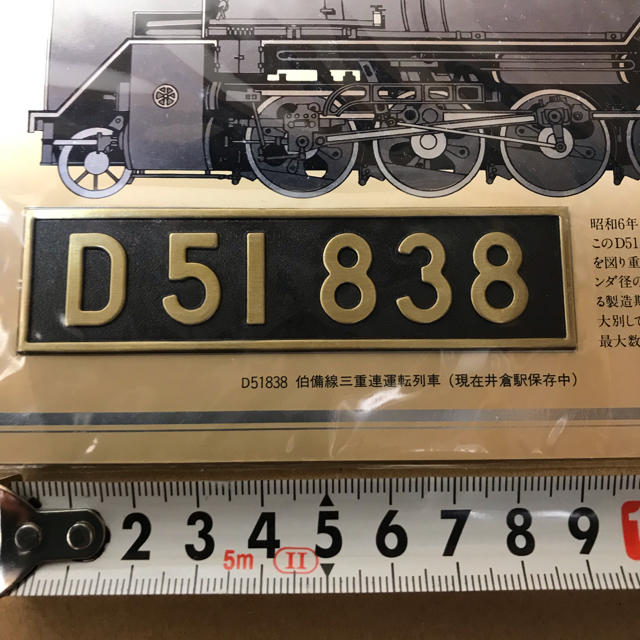 D51 838
昭和6年
このD51
を図り重
ンダ径の
る製造期
大別して
最大数
D51838 伯備線三重連運転列車 (現在井倉駅保存中)
2 3 4 5 6 7 8 9 1
5m II